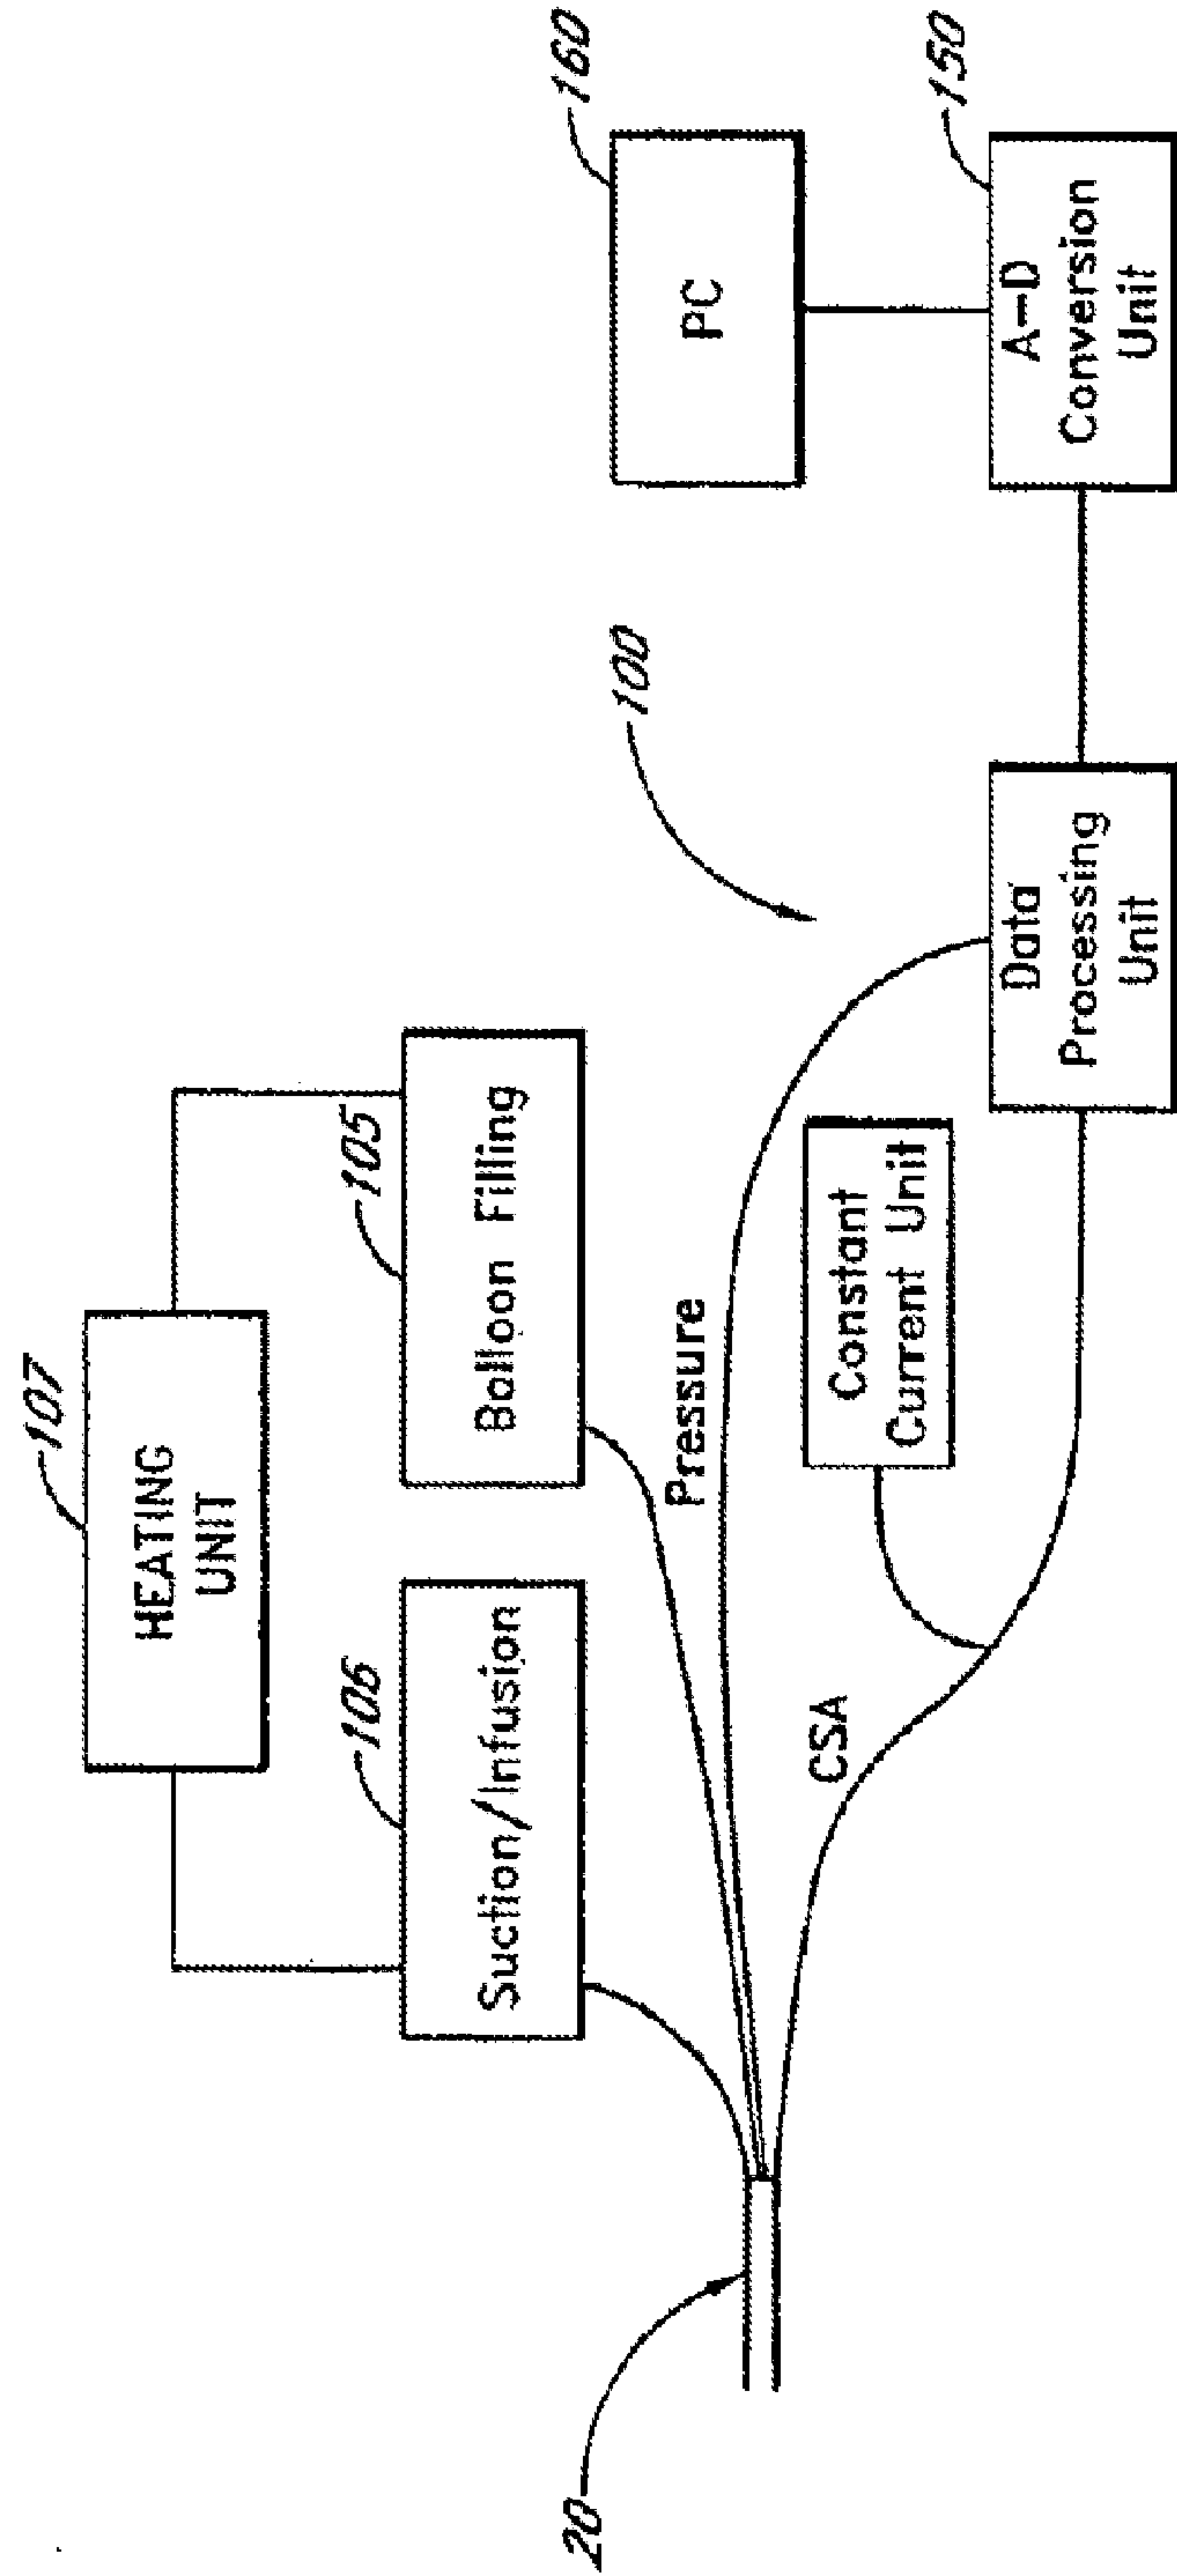 107
HEATING
UNIT
106
Suction/Infusion
105
Balloon Filling
160
PC
20
Pressure
100
CSA
Constant
Current Unit
Data
Processing
Unit
150
A-D
Conversion
Unit